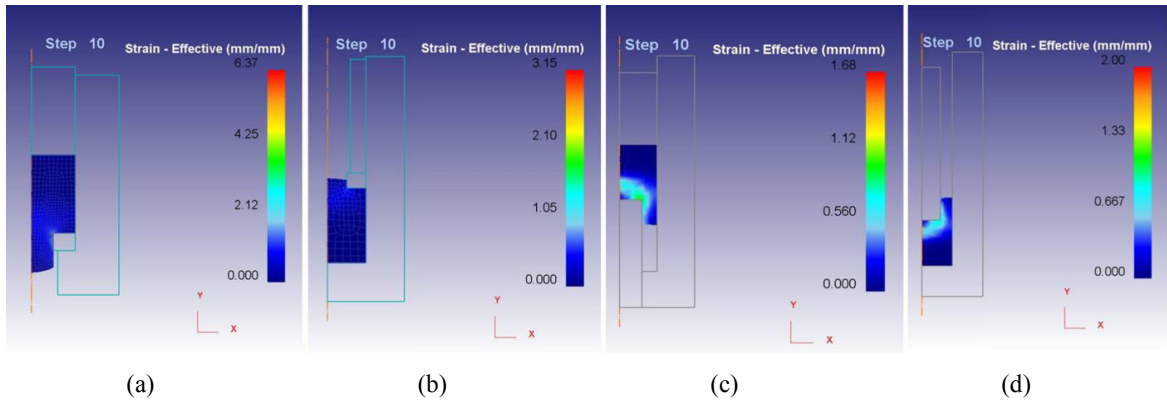 Step 10
Strain - Effective (mm/mm)
6.37
4.25
2.12
0.000
Y
X
(a)
Step 10
Strain - Effective (mm/mm)
3.15
2.10
1.05
0.000
Y
X
(b)
Step 10
Strain - Effective (mm/mm)
1.68
1.12
0.560
0.000
Y
X
(c)
Step 10
Strain - Effective (mm/mm)
2.00
1.33
0.667
0.000
Y
X
(d)